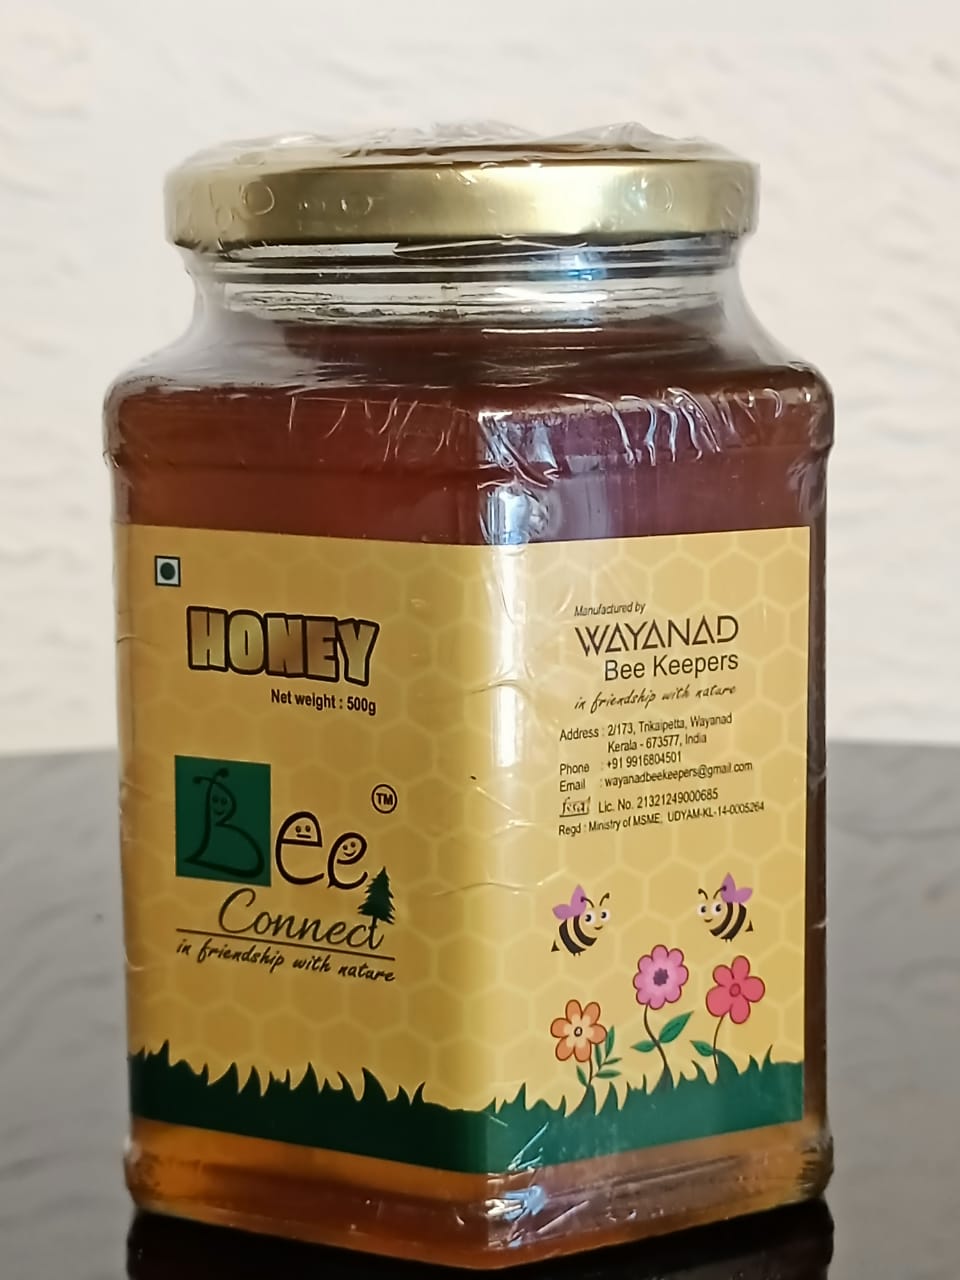 HONEY
Net weight : 500g
Bee
TM
Connect
in friendship with nature
Manufactured by
WAYANAD
Bee Keepers
in friendship with nature
Address : 2/173, Trikaipetta, Wayanad
Kerala - 673577, India
Phone : +91 9916804501
Email : wayanadbeekeepers@gmail.com
fssai Lic. No. 21321249000685
Regd : Ministry of MSME, UDYAM-KL-14-0005264